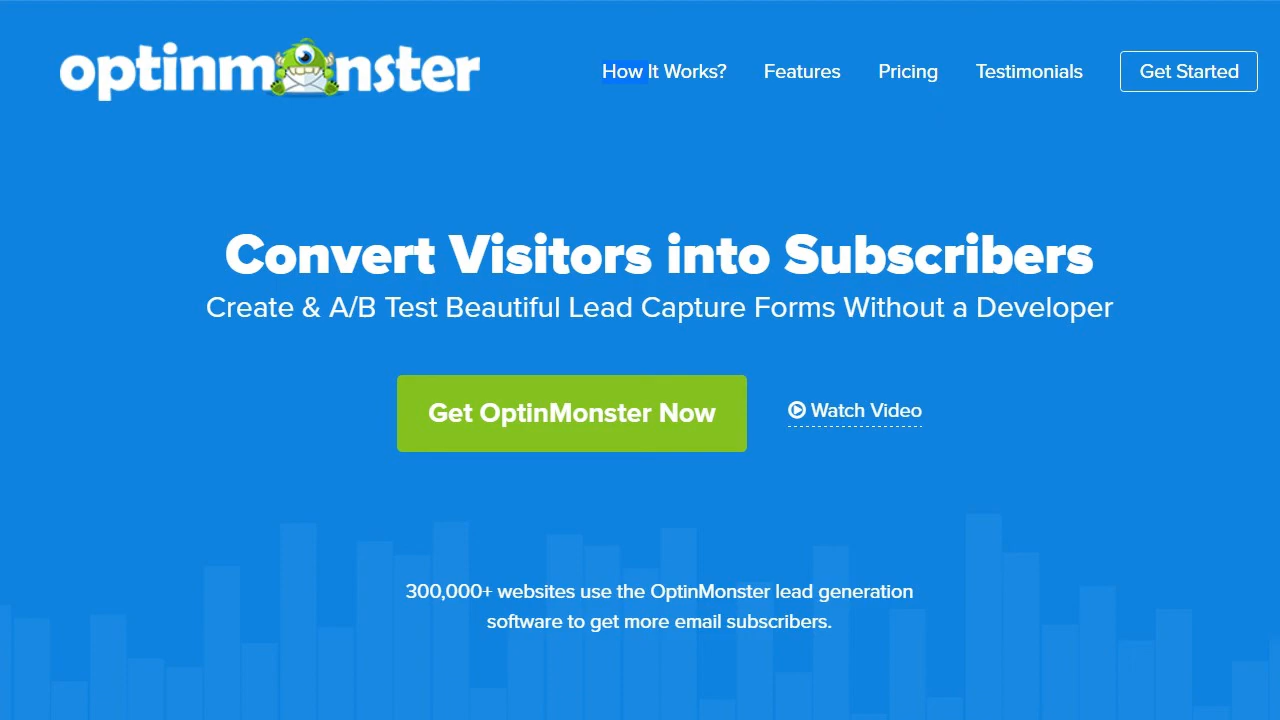 optinmonster
How It Works? Features Pricing Testimonials Get Started
Convert Visitors into Subscribers
Create & A/B Test Beautiful Lead Capture Forms Without a Developer
Get OptinMonster Now Watch Video
300,000+ websites use the OptinMonster lead generation
software to get more email subscribers.